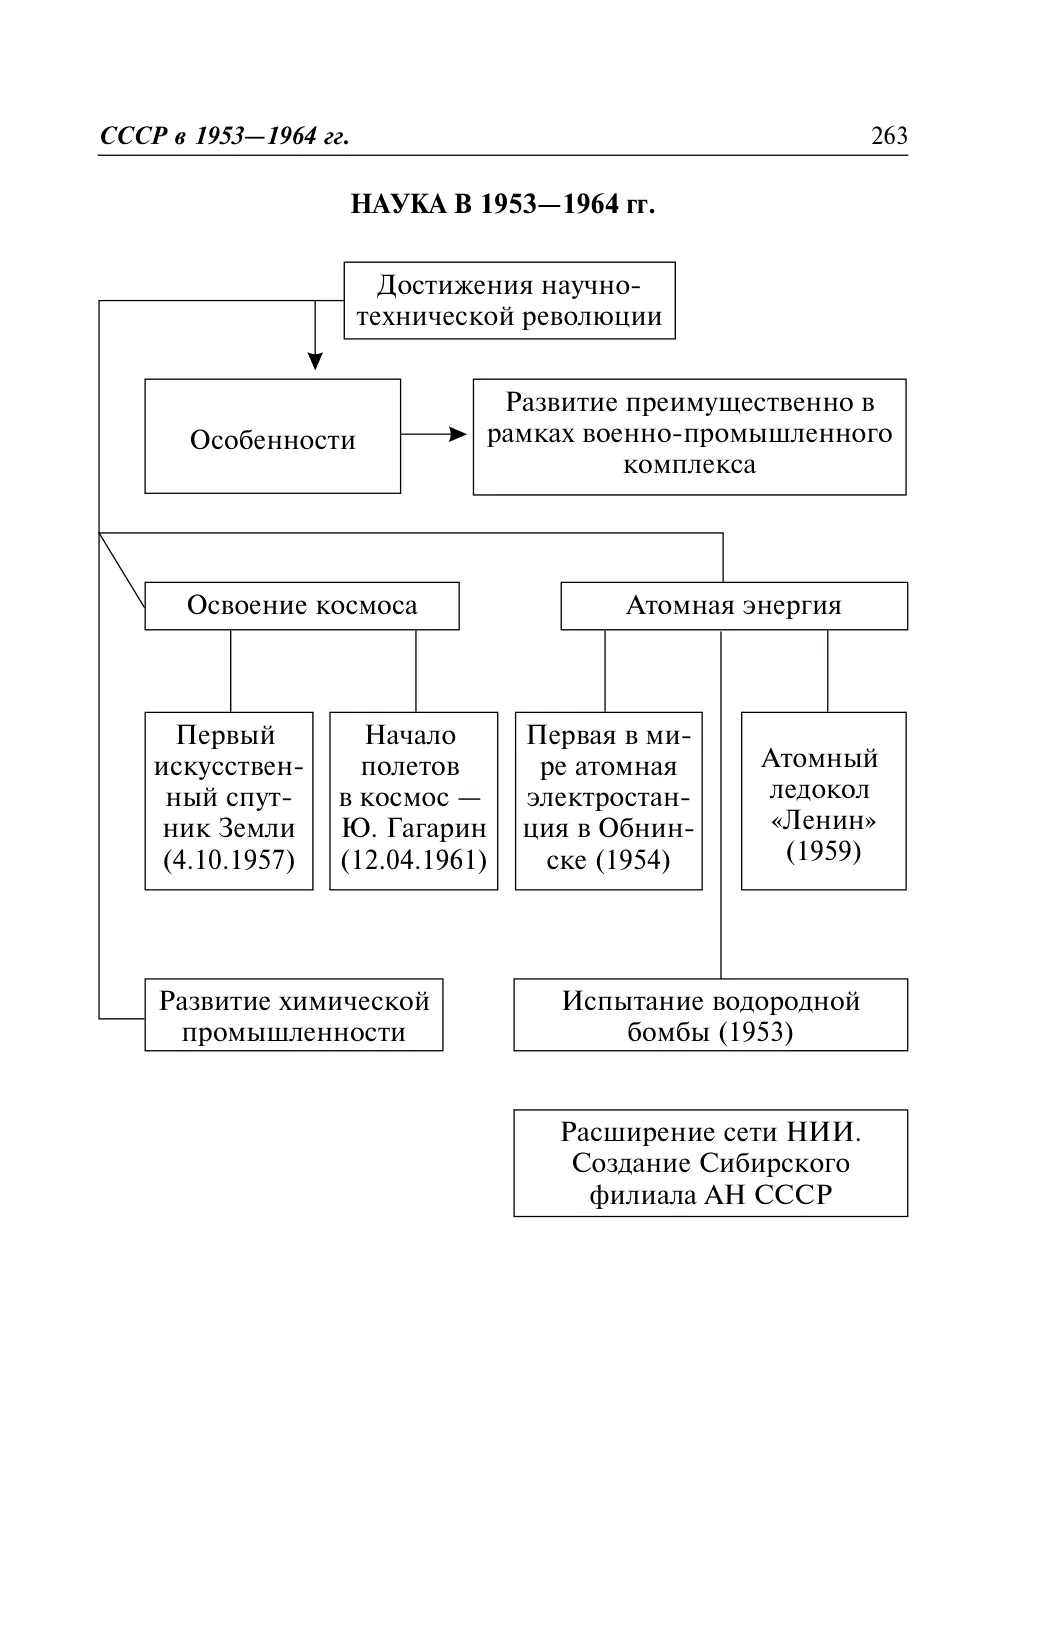 СССР в 1953—1964 гг.
263
НАУКА В 1953—1964 гг.
Достижения научно-
технической революции
Особенности
Развитие преимущественно в
рамках военно-промышленного
комплекса
Освоение космоса
Атомная энергия
Первый
искусствен-
ный спут-
ник Земли
(4.10.1957)
Начало
полетов
в космос —
Ю. Гагарин
(12.04.1961)
Первая в ми-
ре атомная
электростан-
ция в Обнин-
ске (1954)
Атомный
ледокол
«Ленин»
(1959)
Развитие химической
промышленности
Испытание водородной
бомбы (1953)
Расширение сети НИИ.
Создание Сибирского
филиала АН СССР